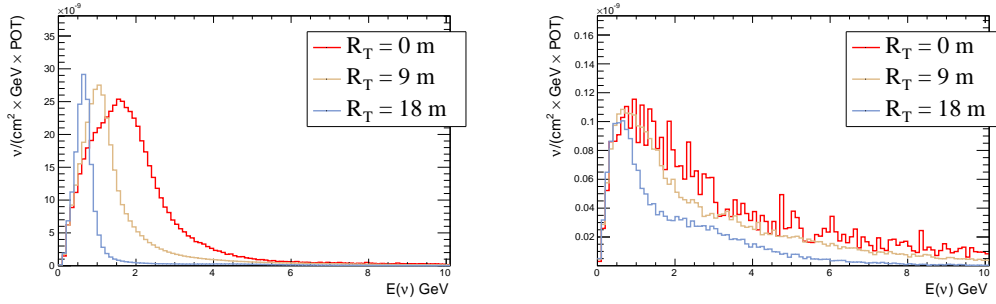 ×10⁻⁹
ν/(cm² × GeV × POT)
35
30
25
20
15
10
5
0
0 2 4 6 8 10
E(ν) GeV
R_T = 0 m
R_T = 9 m
R_T = 18 m
×10⁻⁹
ν/(cm² × GeV × POT)
0.16
0.14
0.12
0.1
0.08
0.06
0.04
0.02
0 2 4 6 8 10
E(ν) GeV
R_T = 0 m
R_T = 9 m
R_T = 18 m